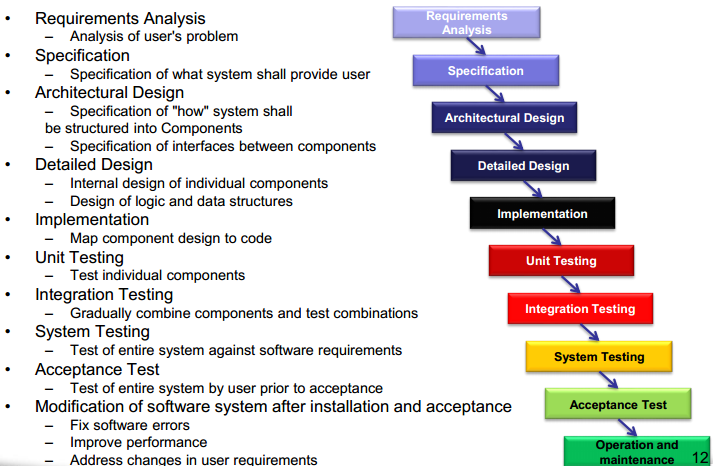 • Requirements Analysis
– Analysis of user's problem
• Specification
– Specification of what system shall provide user
• Architectural Design
– Specification of "how" system shall
be structured into Components
– Specification of interfaces between components
• Detailed Design
– Internal design of individual components
– Design of logic and data structures
• Implementation
– Map component design to code
• Unit Testing
– Test individual components
• Integration Testing
– Gradually combine components and test combinations
• System Testing
– Test of entire system against software requirements
• Acceptance Test
– Test of entire system by user prior to acceptance
• Modification of software system after installation and acceptance
– Fix software errors
– Improve performance
– Address changes in user requirements
Requirements
Analysis
Specification
Architectural Design
Detailed Design
Implementation
Unit Testing
Integration Testing
System Testing
Acceptance Test
Operation and
maintenance
12